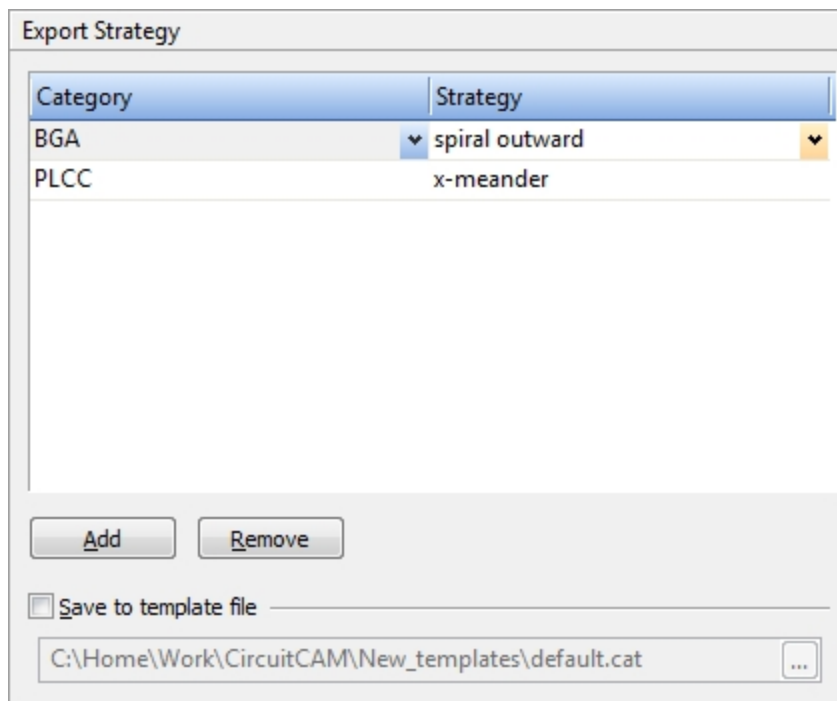 Export Strategy
Category Strategy
BGA spiral outward
PLCC x-meander
Add Remove
Save to template file
C:\Home\Work\CircuitCAM\New_templates\default.cat ...